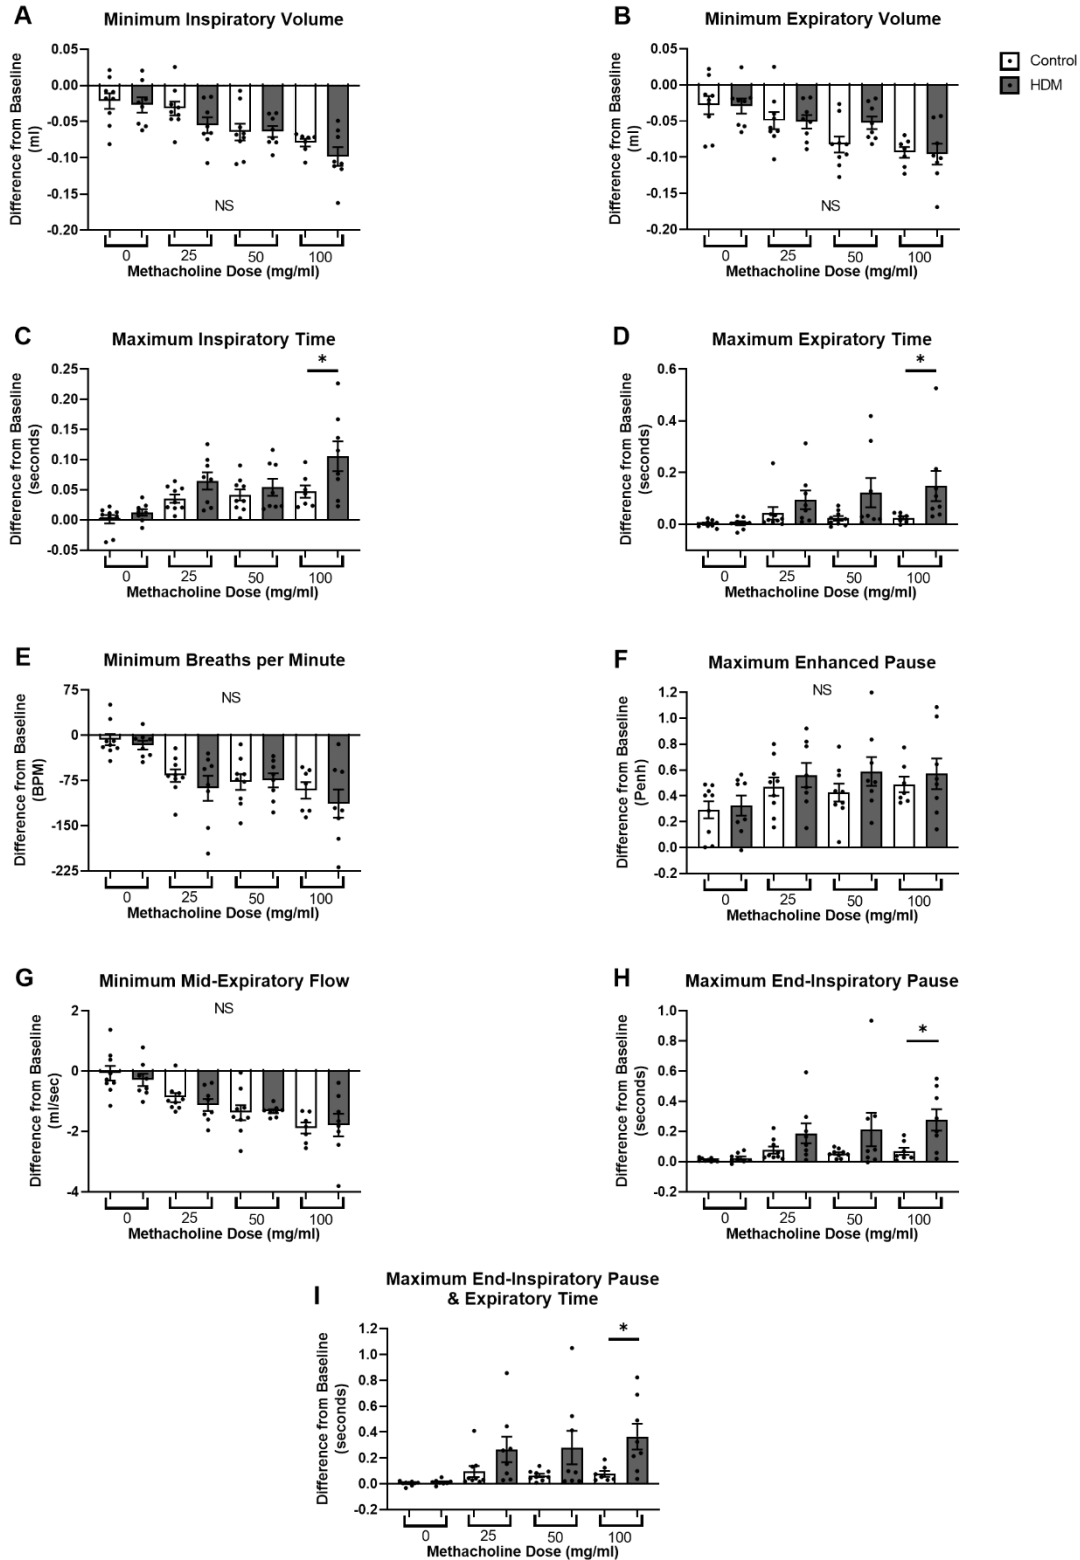 A Minimum Inspiratory Volume
Difference from Baseline
(ml)
0.05
0.00
-0.05
-0.10
-0.15
-0.20
NS
0 25 50 100
Methacholine Dose (mg/ml)
B Minimum Expiratory Volume
Difference from Baseline
(ml)
0.05
0.00
-0.05
-0.10
-0.15
-0.20
NS
0 25 50 100
Methacholine Dose (mg/ml)
Control
HDM
C Maximum Inspiratory Time
Difference from Baseline
(seconds)
0.25
0.20
0.15
0.10
0.05
0.00
-0.05
*
0 25 50 100
Methacholine Dose (mg/ml)
D Maximum Expiratory Time
Difference from Baseline
(seconds)
0.6
0.4
0.2
0.0
*
0 25 50 100
Methacholine Dose (mg/ml)
E Minimum Breaths per Minute
Difference from Baseline
(BPM)
75
0
-75
-150
-225
NS
0 25 50 100
Methacholine Dose (mg/ml)
F Maximum Enhanced Pause
Difference from Baseline
(Penh)
1.2
1.0
0.8
0.6
0.4
0.2
0.0
-0.2
NS
0 25 50 100
Methacholine Dose (mg/ml)
G Minimum Mid-Expiratory Flow
Difference from Baseline
(ml/sec)
2
0
-2
-4
NS
0 25 50 100
Methacholine Dose (mg/ml)
H Maximum End-Inspiratory Pause
Difference from Baseline
(seconds)
1.0
0.8
0.6
0.4
0.2
0.0
-0.2
*
0 25 50 100
Methacholine Dose (mg/ml)
I Maximum End-Inspiratory Pause
& Expiratory Time
Difference from Baseline
(seconds)
1.2
1.0
0.8
0.6
0.4
0.2
0.0
-0.2
*
0 25 50 100
Methacholine Dose (mg/ml)